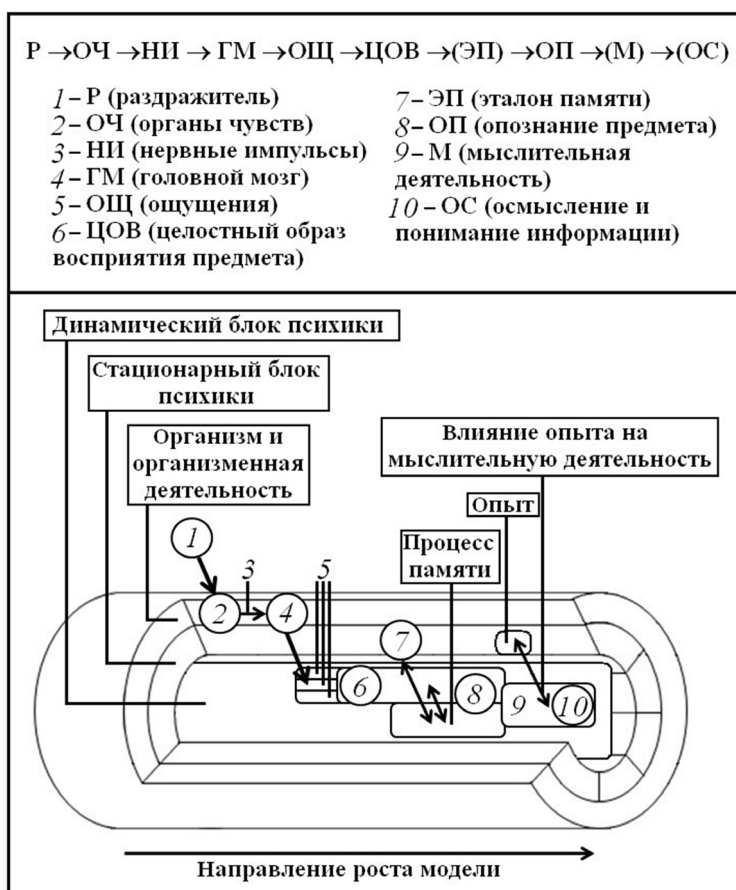 Р →ОЧ →НИ → ГМ →ОЩ →ЦОВ →(ЭП) →ОП →(М) →(ОС)
1 – Р (раздражитель)
2 – ОЧ (органы чувств)
3 – НИ (нервные импульсы)
4 – ГМ (головной мозг)
5 – ОЩ (ощущения)
6 – ЦОВ (целостный образ
восприятия предмета)
7 – ЭП (эталон памяти)
8 – ОП (опознание предмета)
9 – М (мыслительная
деятельность)
10 – ОС (осмысление и
понимание информации)
Динамический блок психики
Стационарный блок
психики
Организм и
организменная
деятельность
Влияние опыта на
мыслительную деятельность
Опыт
Процесс
памяти
1
3
5
2
4
7
6
8
9
10
Направление роста модели